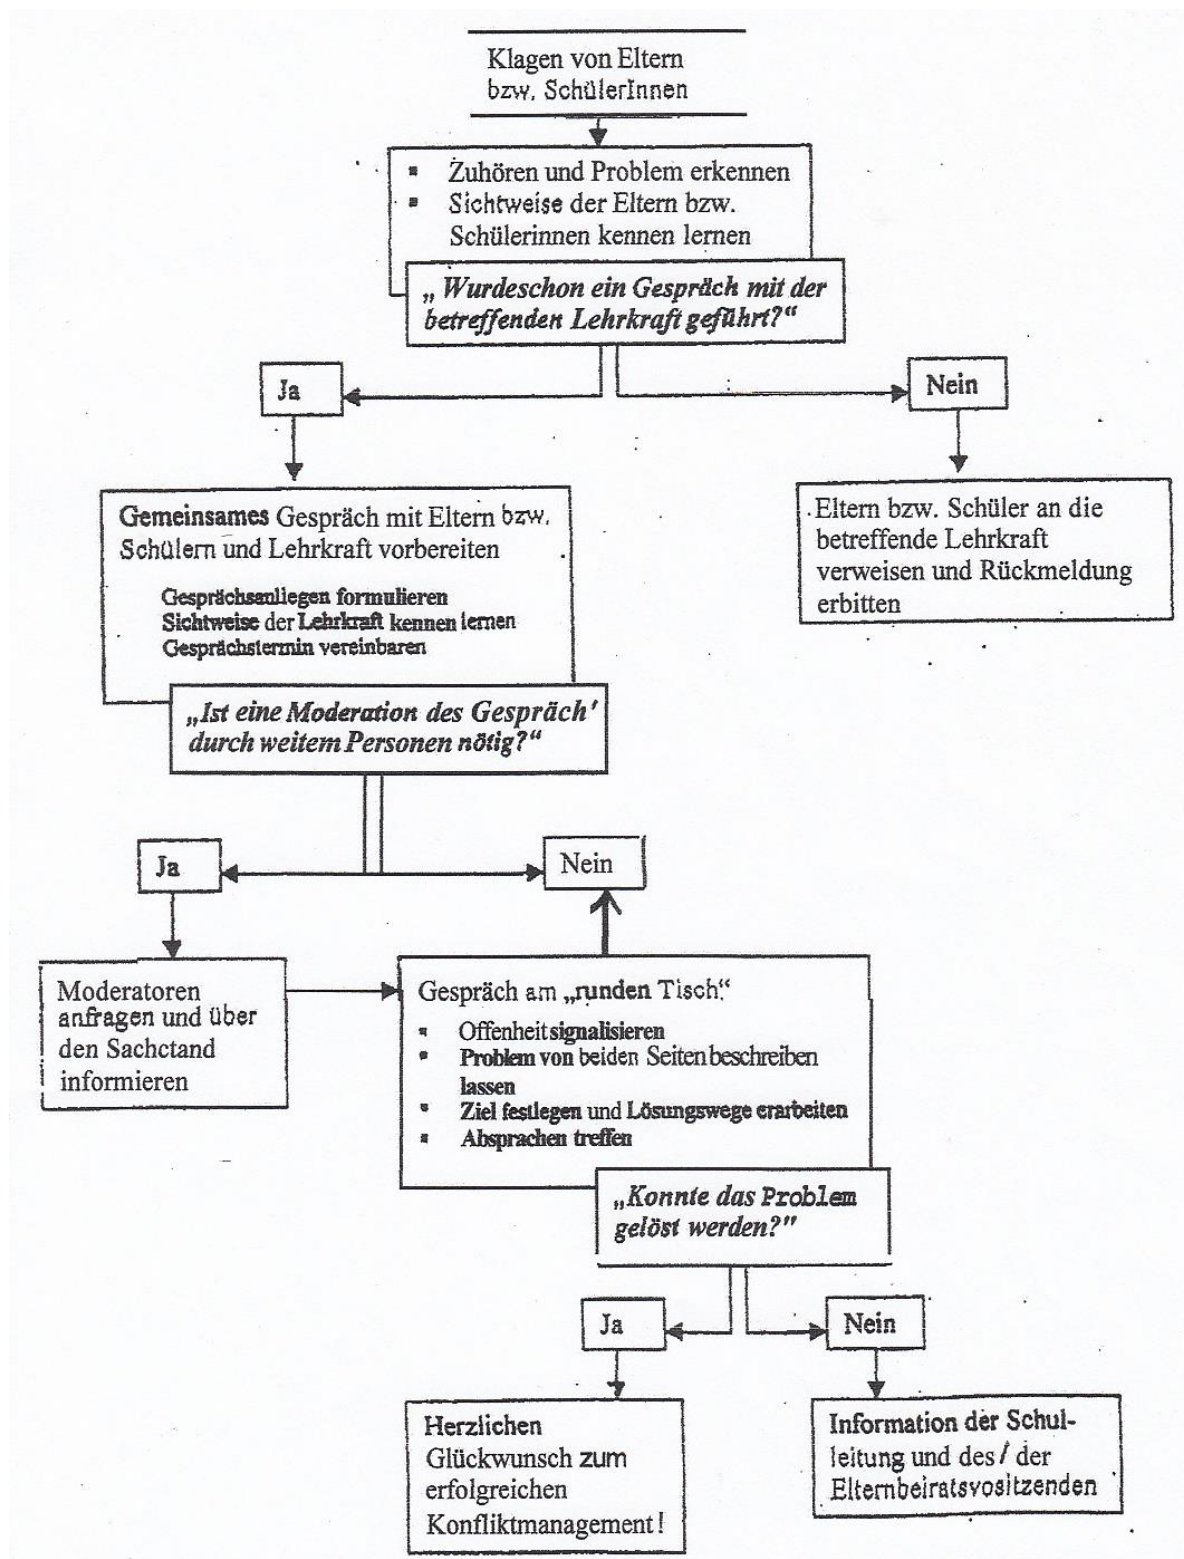 Klagen von Eltern
bzw. SchülerInnen
▪ Zuhören und Problem erkennen
▪ Sichtweise der Eltern bzw.
Schülerinnen kennen lernen
„ Wurdeschon ein Gespräch mit der
betreffenden Lehrkraft geführt?“
Ja
Nein
Gemeinsames Gespräch mit Eltern bzw.
Schülern und Lehrkraft vorbereiten
Gesprächsanliegen formulieren
Sichtweise der Lehrkraft kennen lernen
Gesprächstermin vereinbaren
Eltern bzw. Schüler an die
betreffende Lehrkraft
verweisen und Rückmeldung
erbitten
„Ist eine Moderation des Gespräch'
durch weitem Personen nötig?“
Ja
Nein
Moderatoren
anfragen und über
den Sachctand
informieren
Gespräch am „runden Tisch“
▪ Offenheit signalisieren
▪ Problem von beiden Seiten beschreiben
lassen
▪ Ziel festlegen und Lösungswege erarbeiten
▪ Absprachen treffen
„Konnte das Problem
gelöst werden?"
Ja
Nein
Herzlichen
Glückwunsch zum
erfolgreichen
Konfliktmanagement!
Information der Schul-
leitung und des / der
Elternbeiratsvositzenden